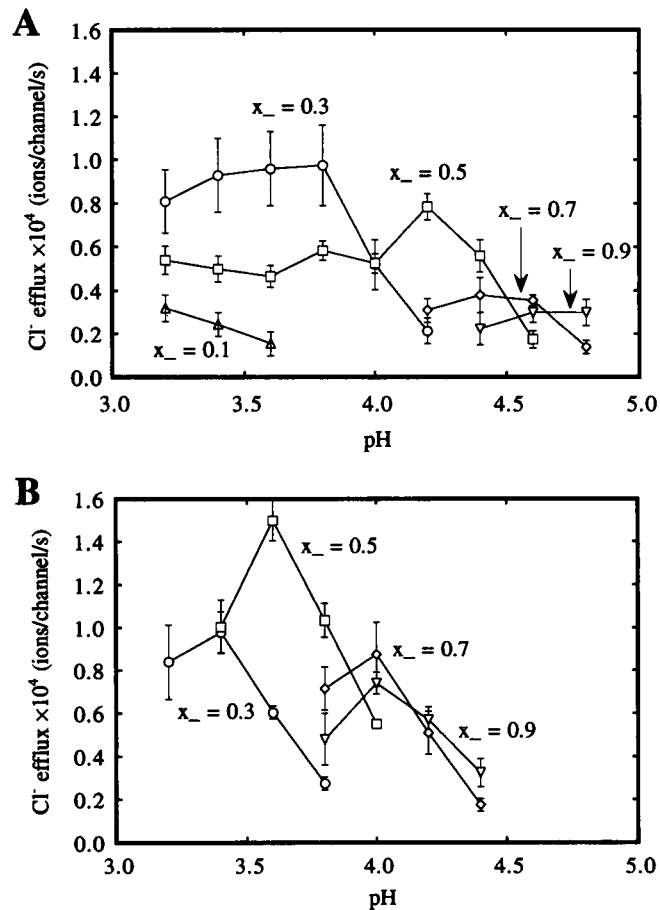 A
1.6
1.4
1.2
1.0
0.8
0.6
0.4
0.2
0.0
Cl⁻ efflux ×10⁴ (ions/channel/s)
x_ = 0.3
x_ = 0.5
x_ = 0.7
x_ = 0.9
x_ = 0.1
3.0 3.5 4.0 4.5 5.0
pH
B
1.6
1.4
1.2
1.0
0.8
0.6
0.4
0.2
0.0
Cl⁻ efflux ×10⁴ (ions/channel/s)
x_ = 0.5
x_ = 0.7
x_ = 0.3
x_ = 0.9
3.0 3.5 4.0 4.5 5.0
pH